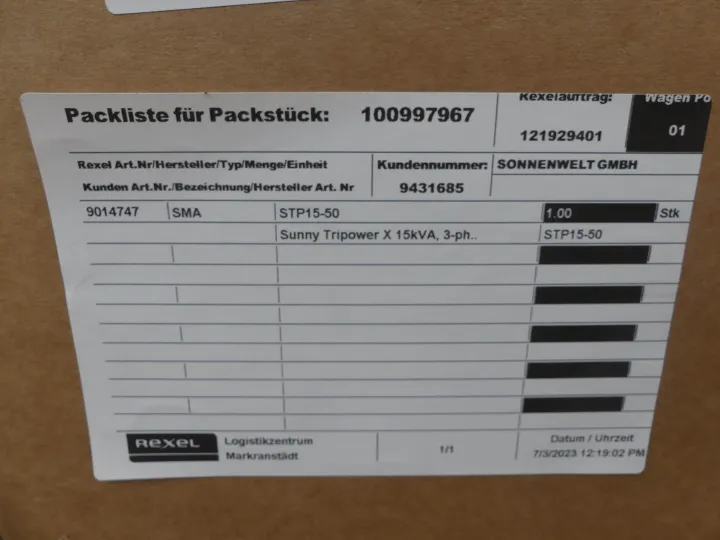 Packliste für Packstück: 100997967
Rexelauftrag:
121929401
Wagen Po
01
Rexel Art.Nr/Hersteller/Typ/Menge/Einheit
Kunden Art.Nr./Bezeichnung/Hersteller Art. Nr
Kundennummer:
9431685
SONNENWELT GMBH
9014747 SMA STP15-50 1.00 Stk
Sunny Tripower X 15kVA, 3-ph.. STP15-50
REXEL
Logistikzentrum
Markranstädt
1/1
Datum / Uhrzeit
7/3/2023 12:19:02 PM